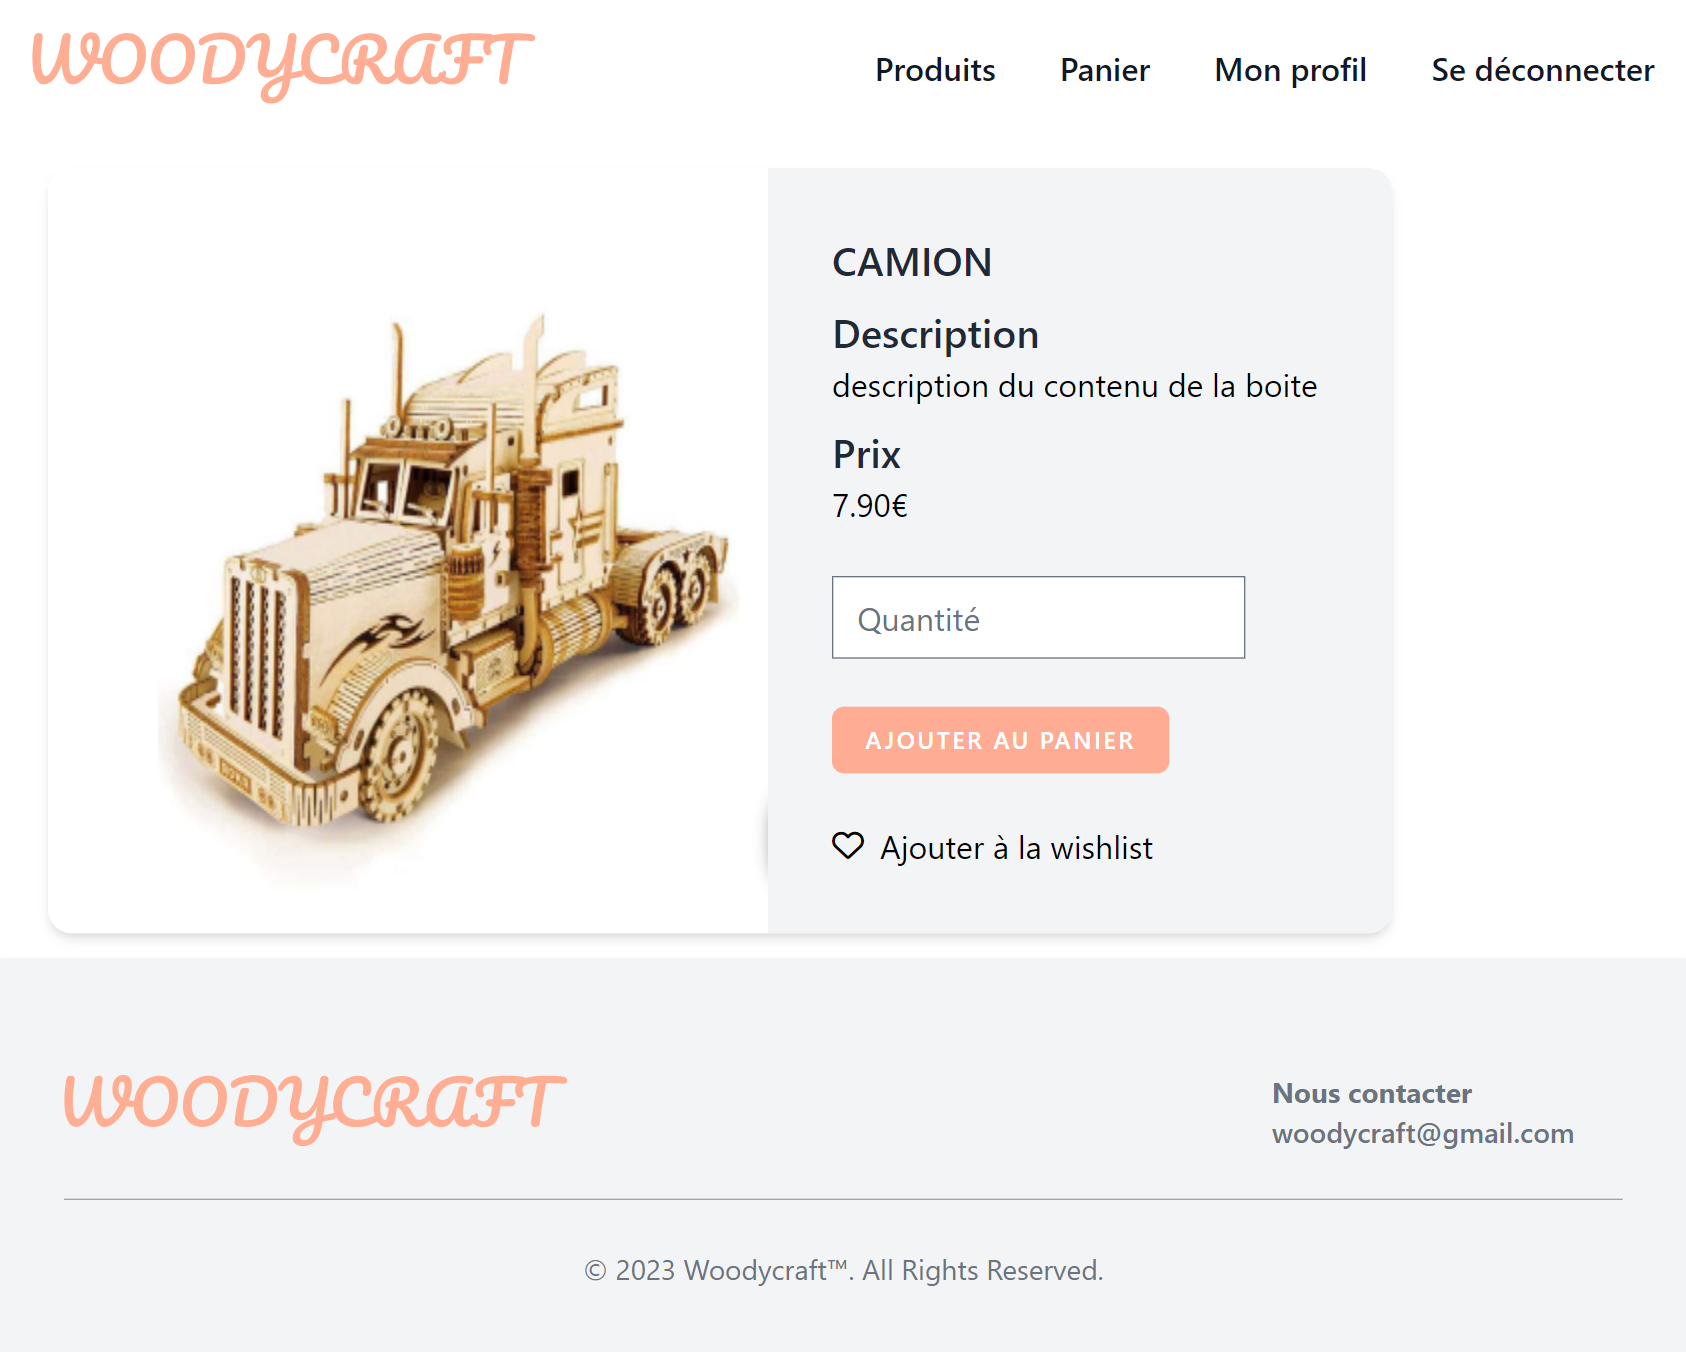 WOODYCRAFT
Produits Panier Mon profil Se déconnecter
CAMION
Description
description du contenu de la boite
Prix
7.90€
Quantité
AJOUTER AU PANIER
Ajouter à la wishlist
WOODYCRAFT
Nous contacter
woodycraft@gmail.com
© 2023 Woodycraft™. All Rights Reserved.